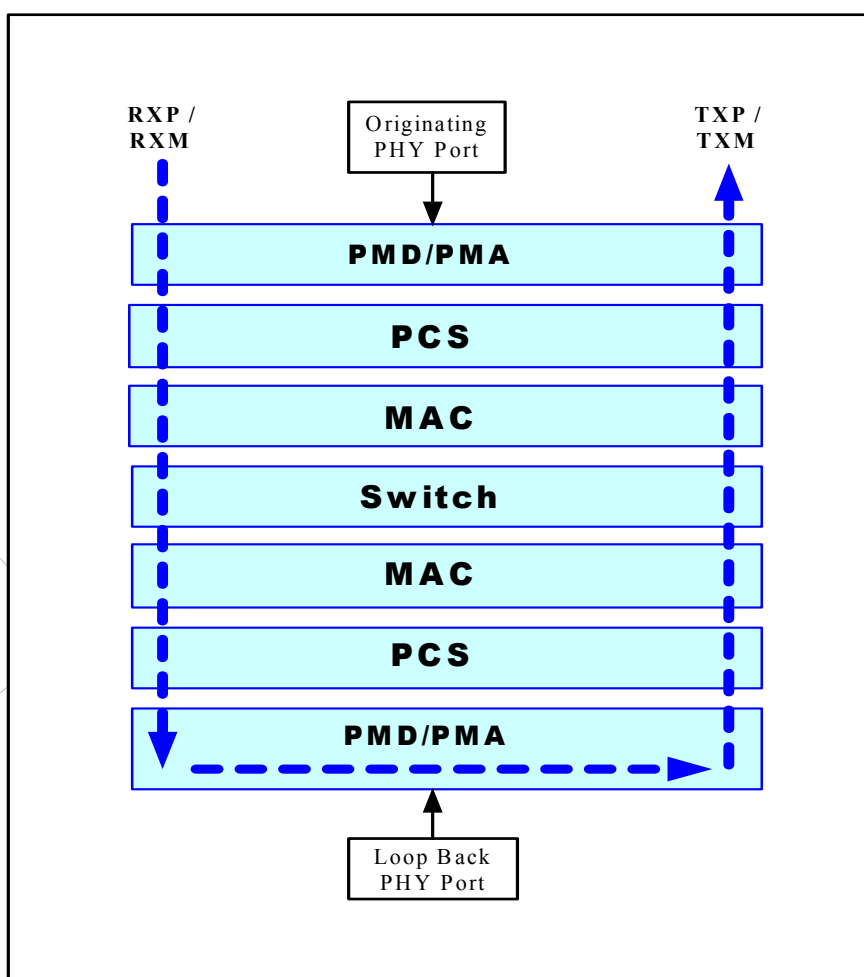 RXP /
RXM
Originating
PHY Port
TXP /
TXM
PMD/PMA
PCS
MAC
Switch
MAC
PCS
PMD/PMA
Loop Back
PHY Port